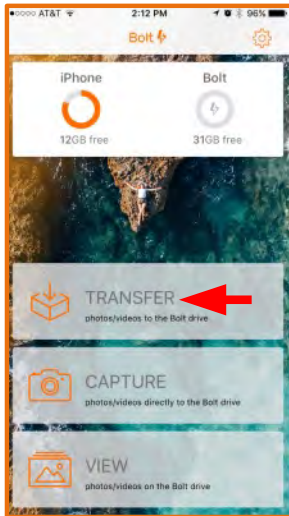 AT&T
2:12 PM
96%
Bolt
iPhone
Bolt
12GB free
31GB free
TRANSFER
photos/videos to the Bolt drive
CAPTURE
photos/videos directly to the Bolt drive
VIEW
photos/videos on the Bolt drive